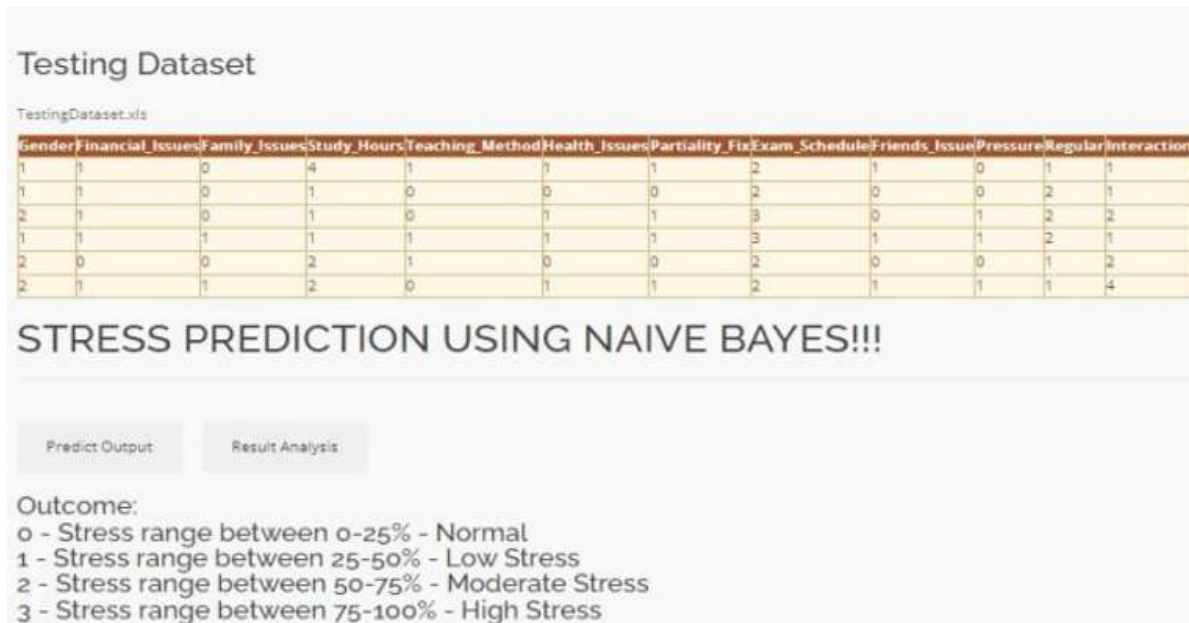 Testing Dataset
TestingDataset.xls
Gender Financial_Issues Family_Issues Study_Hours Teaching_Method Health_Issues Partiality_Fix Exam_Schedule Friends_Issue Pressure Regular Interaction
1 1 0 4 1 1 1 2 1 0 1 1
1 1 0 1 0 0 0 2 0 0 2 1
2 1 0 1 0 1 1 3 0 1 2 2
1 1 1 1 1 1 1 3 1 1 2 1
2 0 0 2 1 0 0 2 0 0 1 2
2 1 1 2 0 1 1 2 1 1 1 4
STRESS PREDICTION USING NAIVE BAYES!!!
Predict Output Result Analysis
Outcome:
0 - Stress range between 0-25% - Normal
1 - Stress range between 25-50% - Low Stress
2 - Stress range between 50-75% - Moderate Stress
3 - Stress range between 75-100% - High Stress